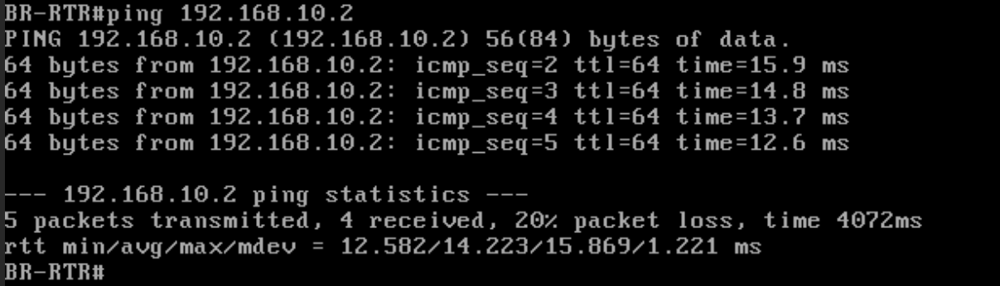 BR-RTR#ping 192.168.10.2
PING 192.168.10.2 (192.168.10.2) 56(84) bytes of data.
64 bytes from 192.168.10.2: icmp_seq=2 ttl=64 time=15.9 ms
64 bytes from 192.168.10.2: icmp_seq=3 ttl=64 time=14.8 ms
64 bytes from 192.168.10.2: icmp_seq=4 ttl=64 time=13.7 ms
64 bytes from 192.168.10.2: icmp_seq=5 ttl=64 time=12.6 ms
--- 192.168.10.2 ping statistics ---
5 packets transmitted, 4 received, 20% packet loss, time 4072ms
rtt min/avg/max/mdev = 12.582/14.223/15.869/1.221 ms
BR-RTR#